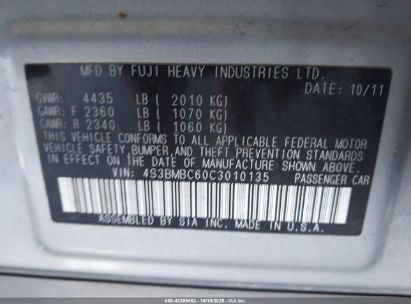 MFD BY FUJI HEAVY INDUSTRIES LTD.
DATE: 10/11
GVWR: 4435 LB ( 2010 KG)
GAWR: F 2360 LB ( 1070 KG)
GAWR: R 2340 LB ( 1060 KG)
THIS VEHICLE CONFORMS TO ALL APPLICABLE FEDERAL MOTOR
VEHICLE SAFETY, BUMPER, AND THEFT PREVENTION STANDARDS
IN EFFECT ON THE DATE OF MANUFACTURE SHOWN ABOVE.
VIN: 4S3BMBC60C3010135 PASSENGER CAR
ASSEMBLED BY SIA INC, MADE IN U.S.A.